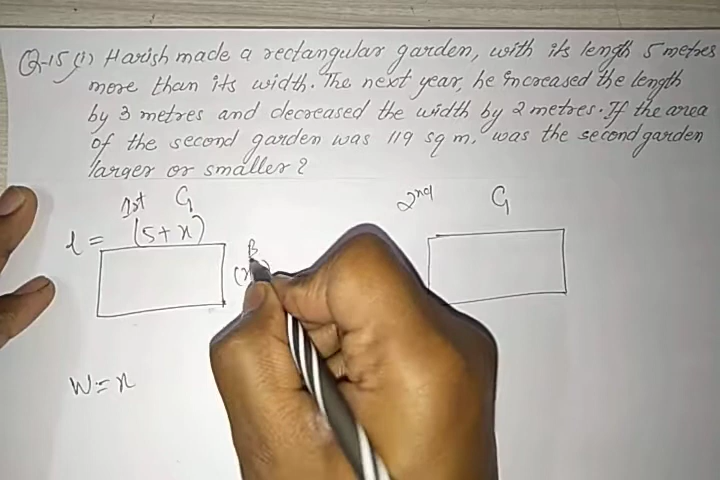 Q-15 (i) Harish made a rectangular garden, with its length 5 metres
more than its width. The next year, he increased the length
by 3 metres and decreased the width by 2 metres. If the area
of the second garden was 119 sq m. was the second garden
larger or smaller?
1st G
2nd G
l = (5+x)
B
(x
W = x